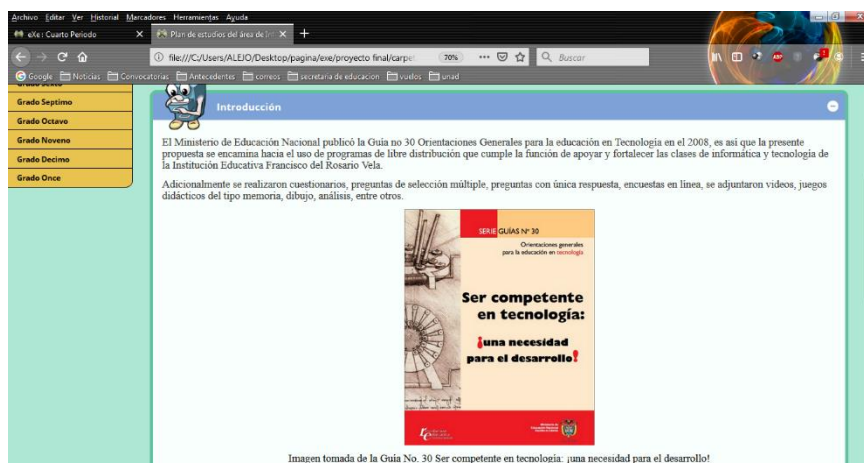 Archivo Editar Ver Historial Marcadores Herramientas Ayuda
eXe : Cuarto Periodo
Plan de estudios del área de Inf
file:///C:/Users/ALEJO/Desktop/pagina/exe/proyecto final/carpet
70%
Buscar
Google Noticias Convocatorias Antecedentes correos secretaria de educacion vuelos unad
Grado Sexto
Grado Septimo
Grado Octavo
Grado Noveno
Grado Decimo
Grado Once
Introducción
El Ministerio de Educación Nacional publicó la Guía no 30 Orientaciones Generales para la educación en Tecnología en el 2008, es así que la presente
propuesta se encamina hacia el uso de programas de libre distribución que cumple la función de apoyar y fortalecer las clases de informática y tecnología de
la Institución Educativa Francisco del Rosario Vela.
Adicionalmente se realizaron cuestionarios, preguntas de selección múltiple, preguntas con única respuesta, encuestas en línea, se adjuntaron videos, juegos
didácticos del tipo memoria, dibujo, análisis, entre otros.
SERIE GUÍAS Nº 30
Orientaciones generales
para la educación en tecnología
Ser competente
en tecnología:
¡una necesidad
para el desarrollo!
Imagen tomada de la Guía No. 30 Ser competente en tecnología: ¡una necesidad para el desarrollo!